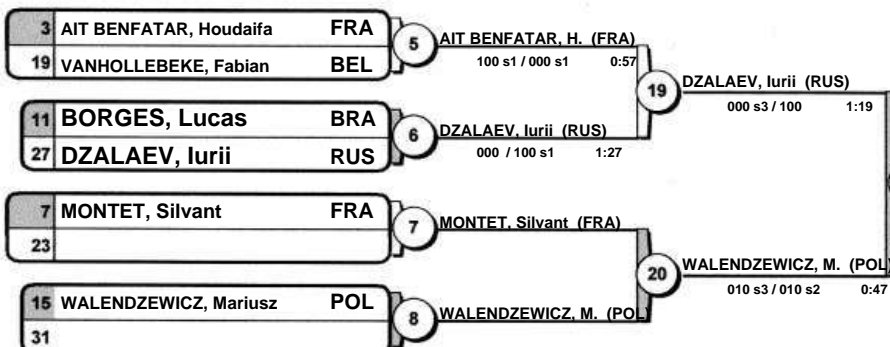 3 AIT BENFATAR, Houdaifa FRA
19 VANHOLLEBEKE, Fabian BEL
5
AIT BENFATAR, H. (FRA)
100 s1 / 000 s1 0:57
11 BORGES, Lucas BRA
27 DZALAEV, Iurii RUS
6
DZALAEV, Iurii (RUS)
000 / 100 s1 1:27
19
DZALAEV, Iurii (RUS)
000 s3 / 100 1:19
7 MONTET, Silvant FRA
23
7
MONTET, Silvant (FRA)
15 WALENDZEWICZ, Mariusz POL
31
8
WALENDZEWICZ, M. (POL
20
WALENDZEWICZ, M. (POL)
010 s3 / 010 s2 0:47